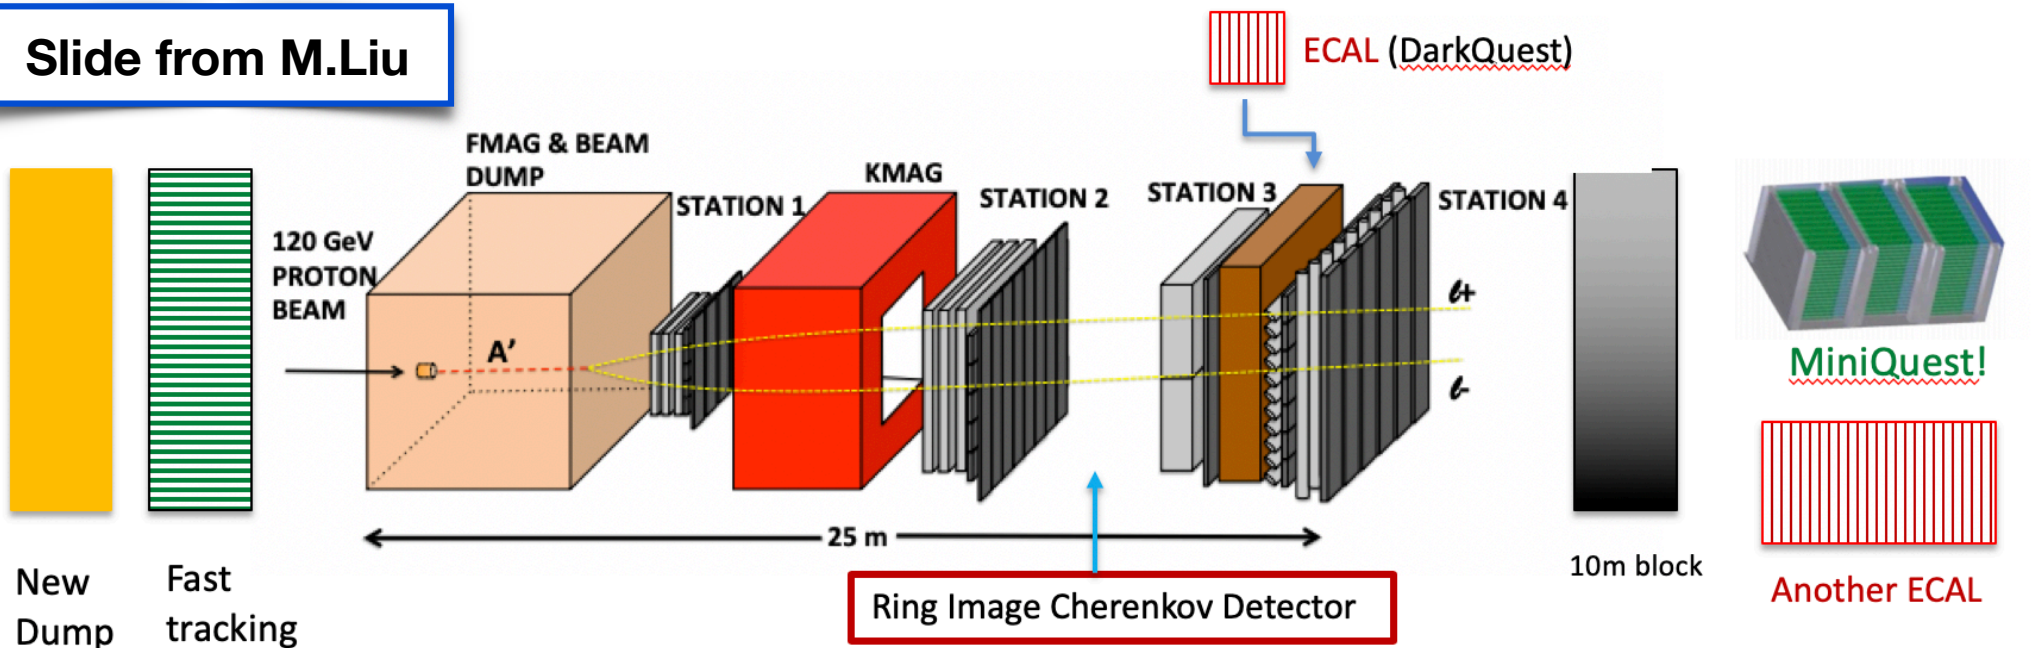 Slide from M.Liu
ECAL (DarkQuest)
FMAG & BEAM
DUMP
KMAG
STATION 1
STATION 2
STATION 3
STATION 4
120 GeV
PROTON
BEAM
A’
ℓ+
ℓ-
MiniQuest!
25 m
10m block
New
Dump
Fast
tracking
Ring Image Cherenkov Detector
Another ECAL